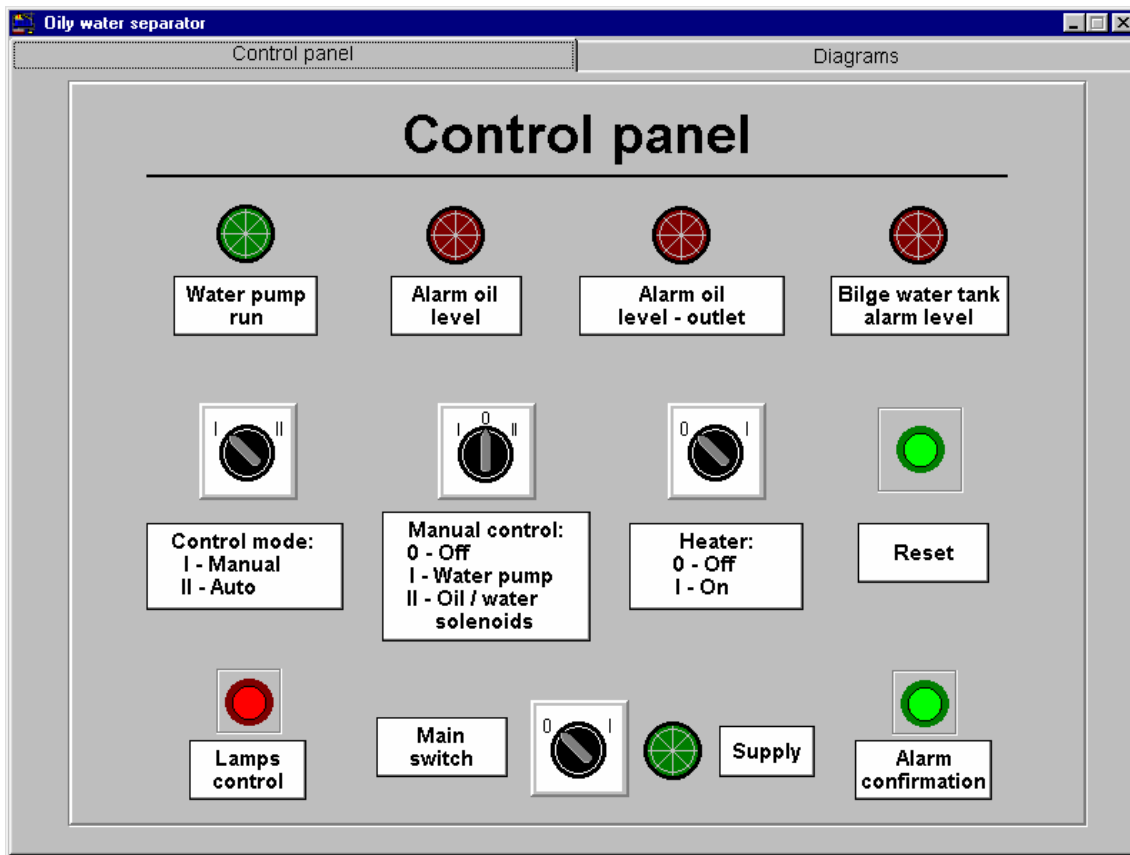 Oily water separator
Control panel
Diagrams
Control panel
Water pump
run
Alarm oil
level
Alarm oil
level - outlet
Bilge water tank
alarm level
I II
I 0 II
0 I
Control mode:
I - Manual
II - Auto
Manual control:
0 - Off
I - Water pump
II - Oil / water
solenoids
Heater:
0 - Off
I - On
Reset
Lamps
control
Main
switch
0 I
Supply
Alarm
confirmation